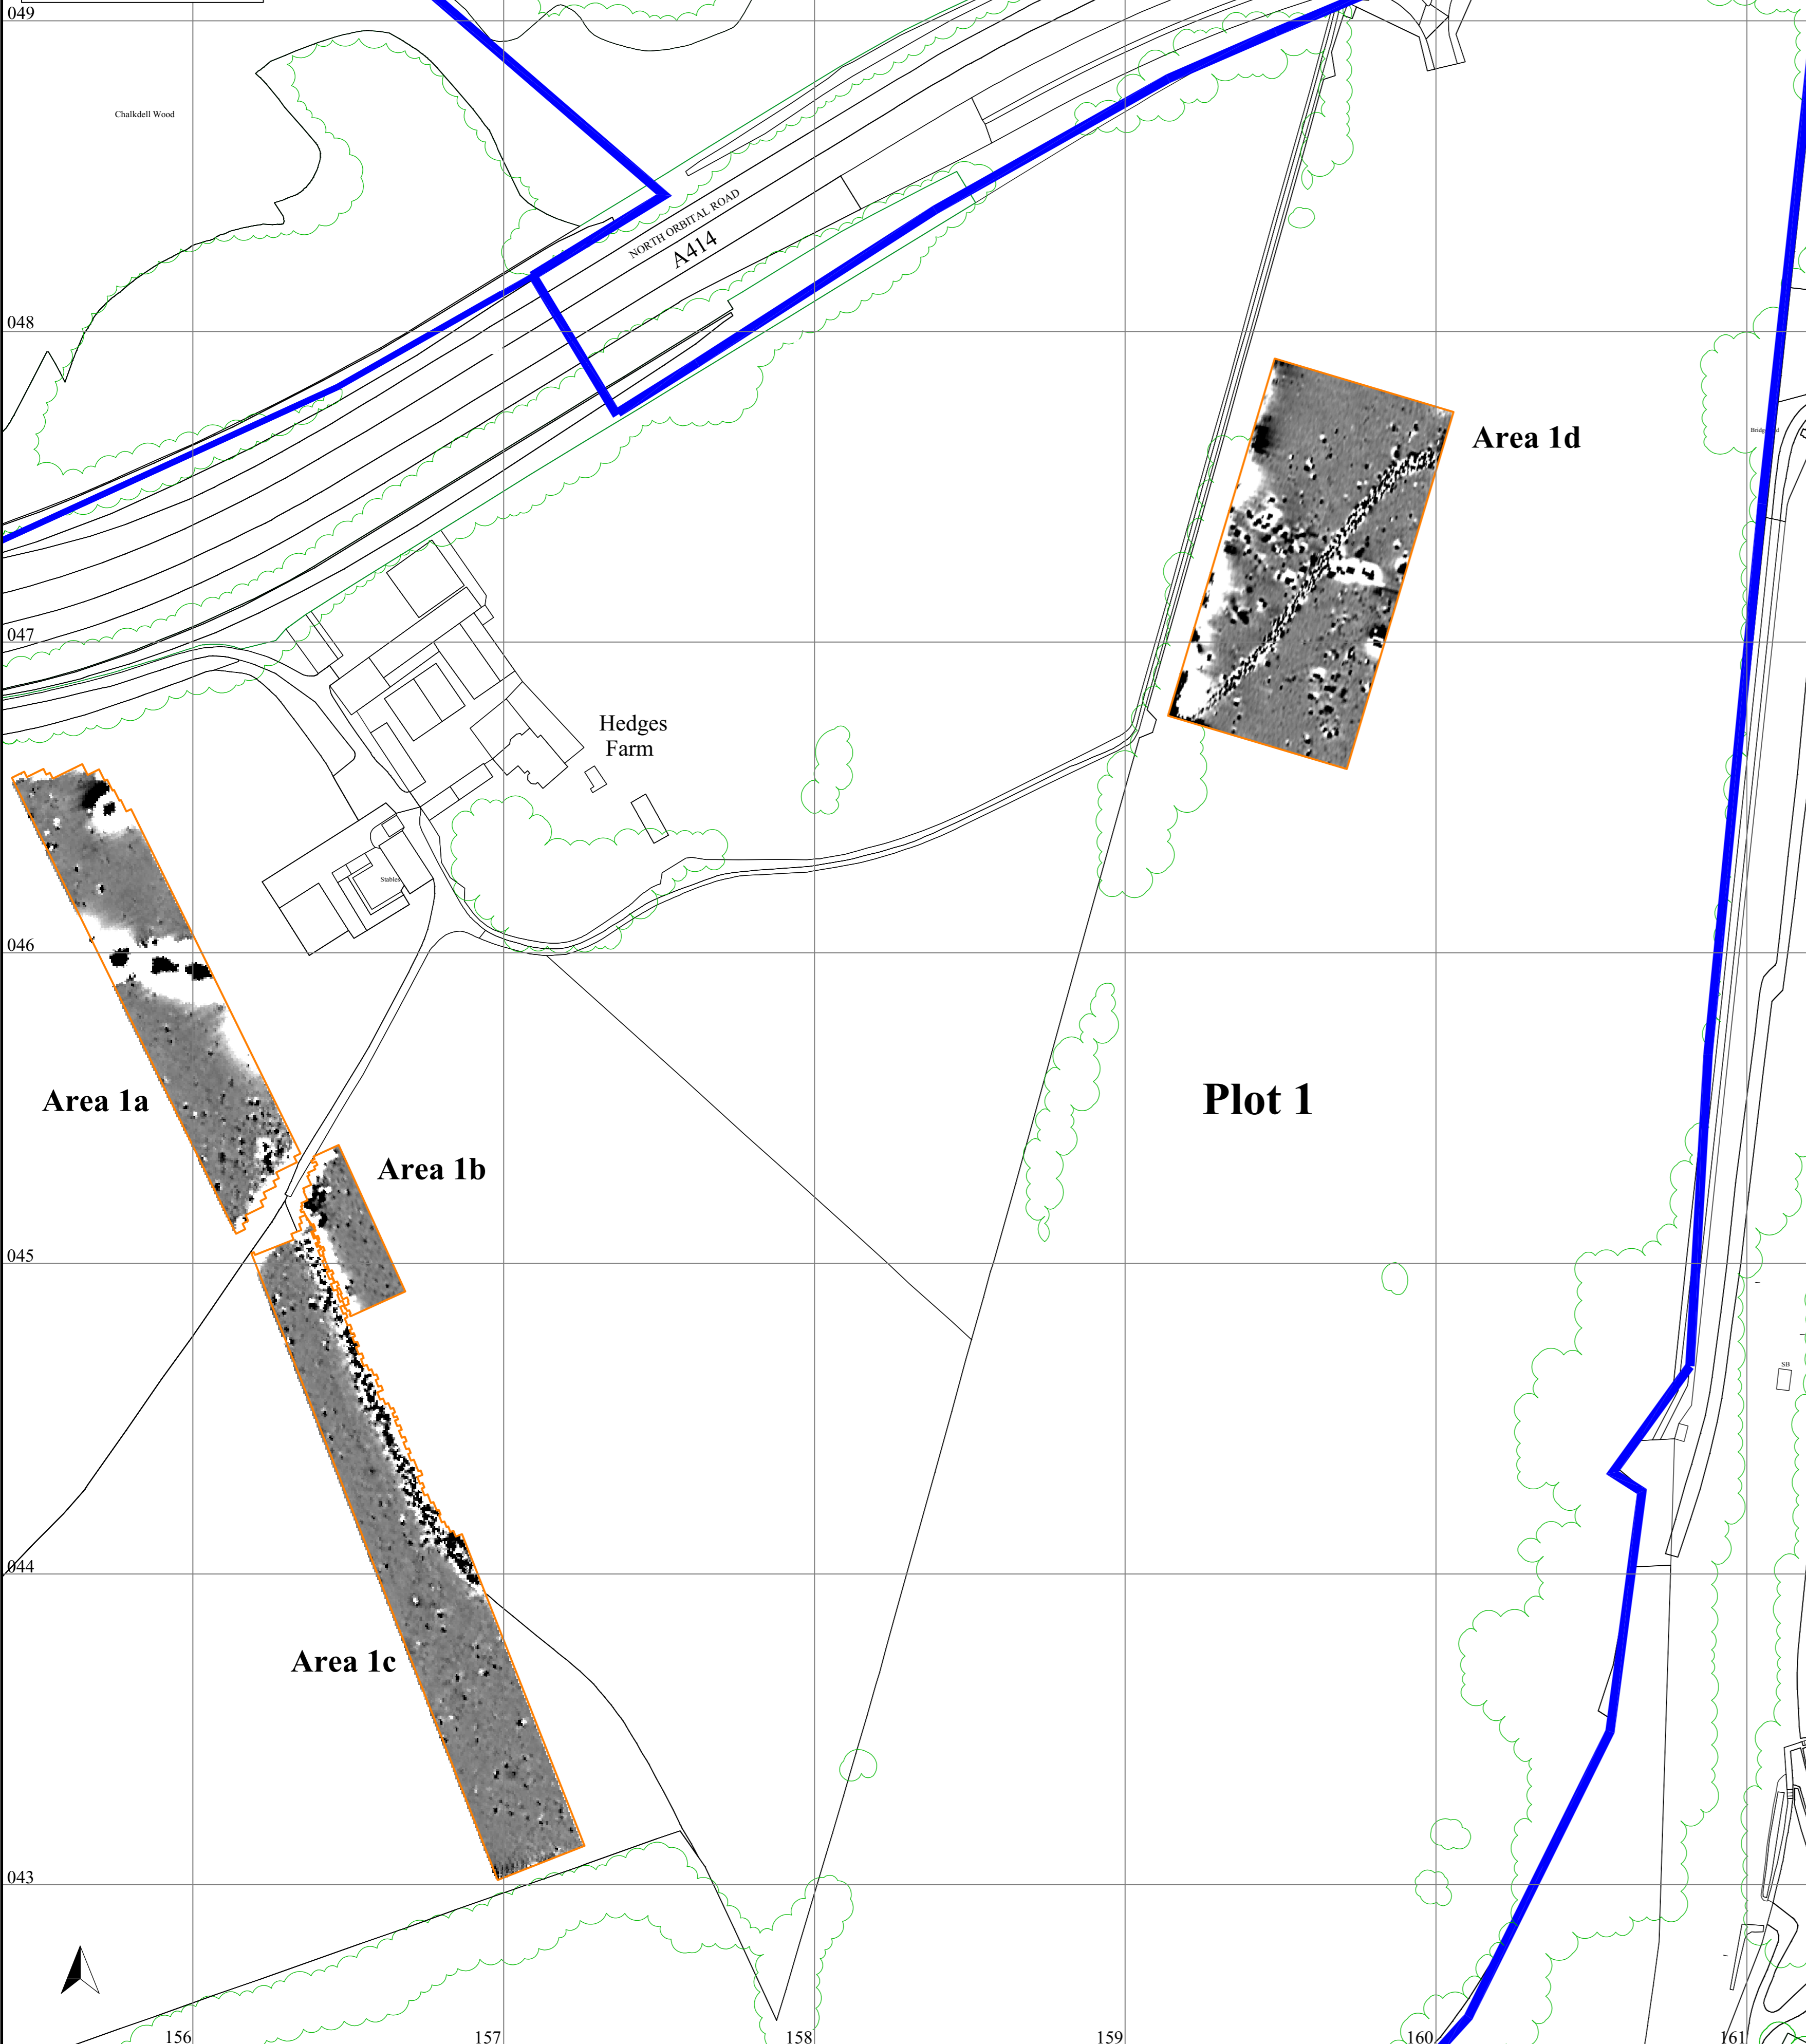 049
Chalkdell Wood
NORTH ORBITAL ROAD
A414
048
Area 1d
047
Hedges
Farm
Stables
046
Area 1a
Plot 1
Area 1b
045
SB
044
Area 1c
043
156
157
158
159
160
161